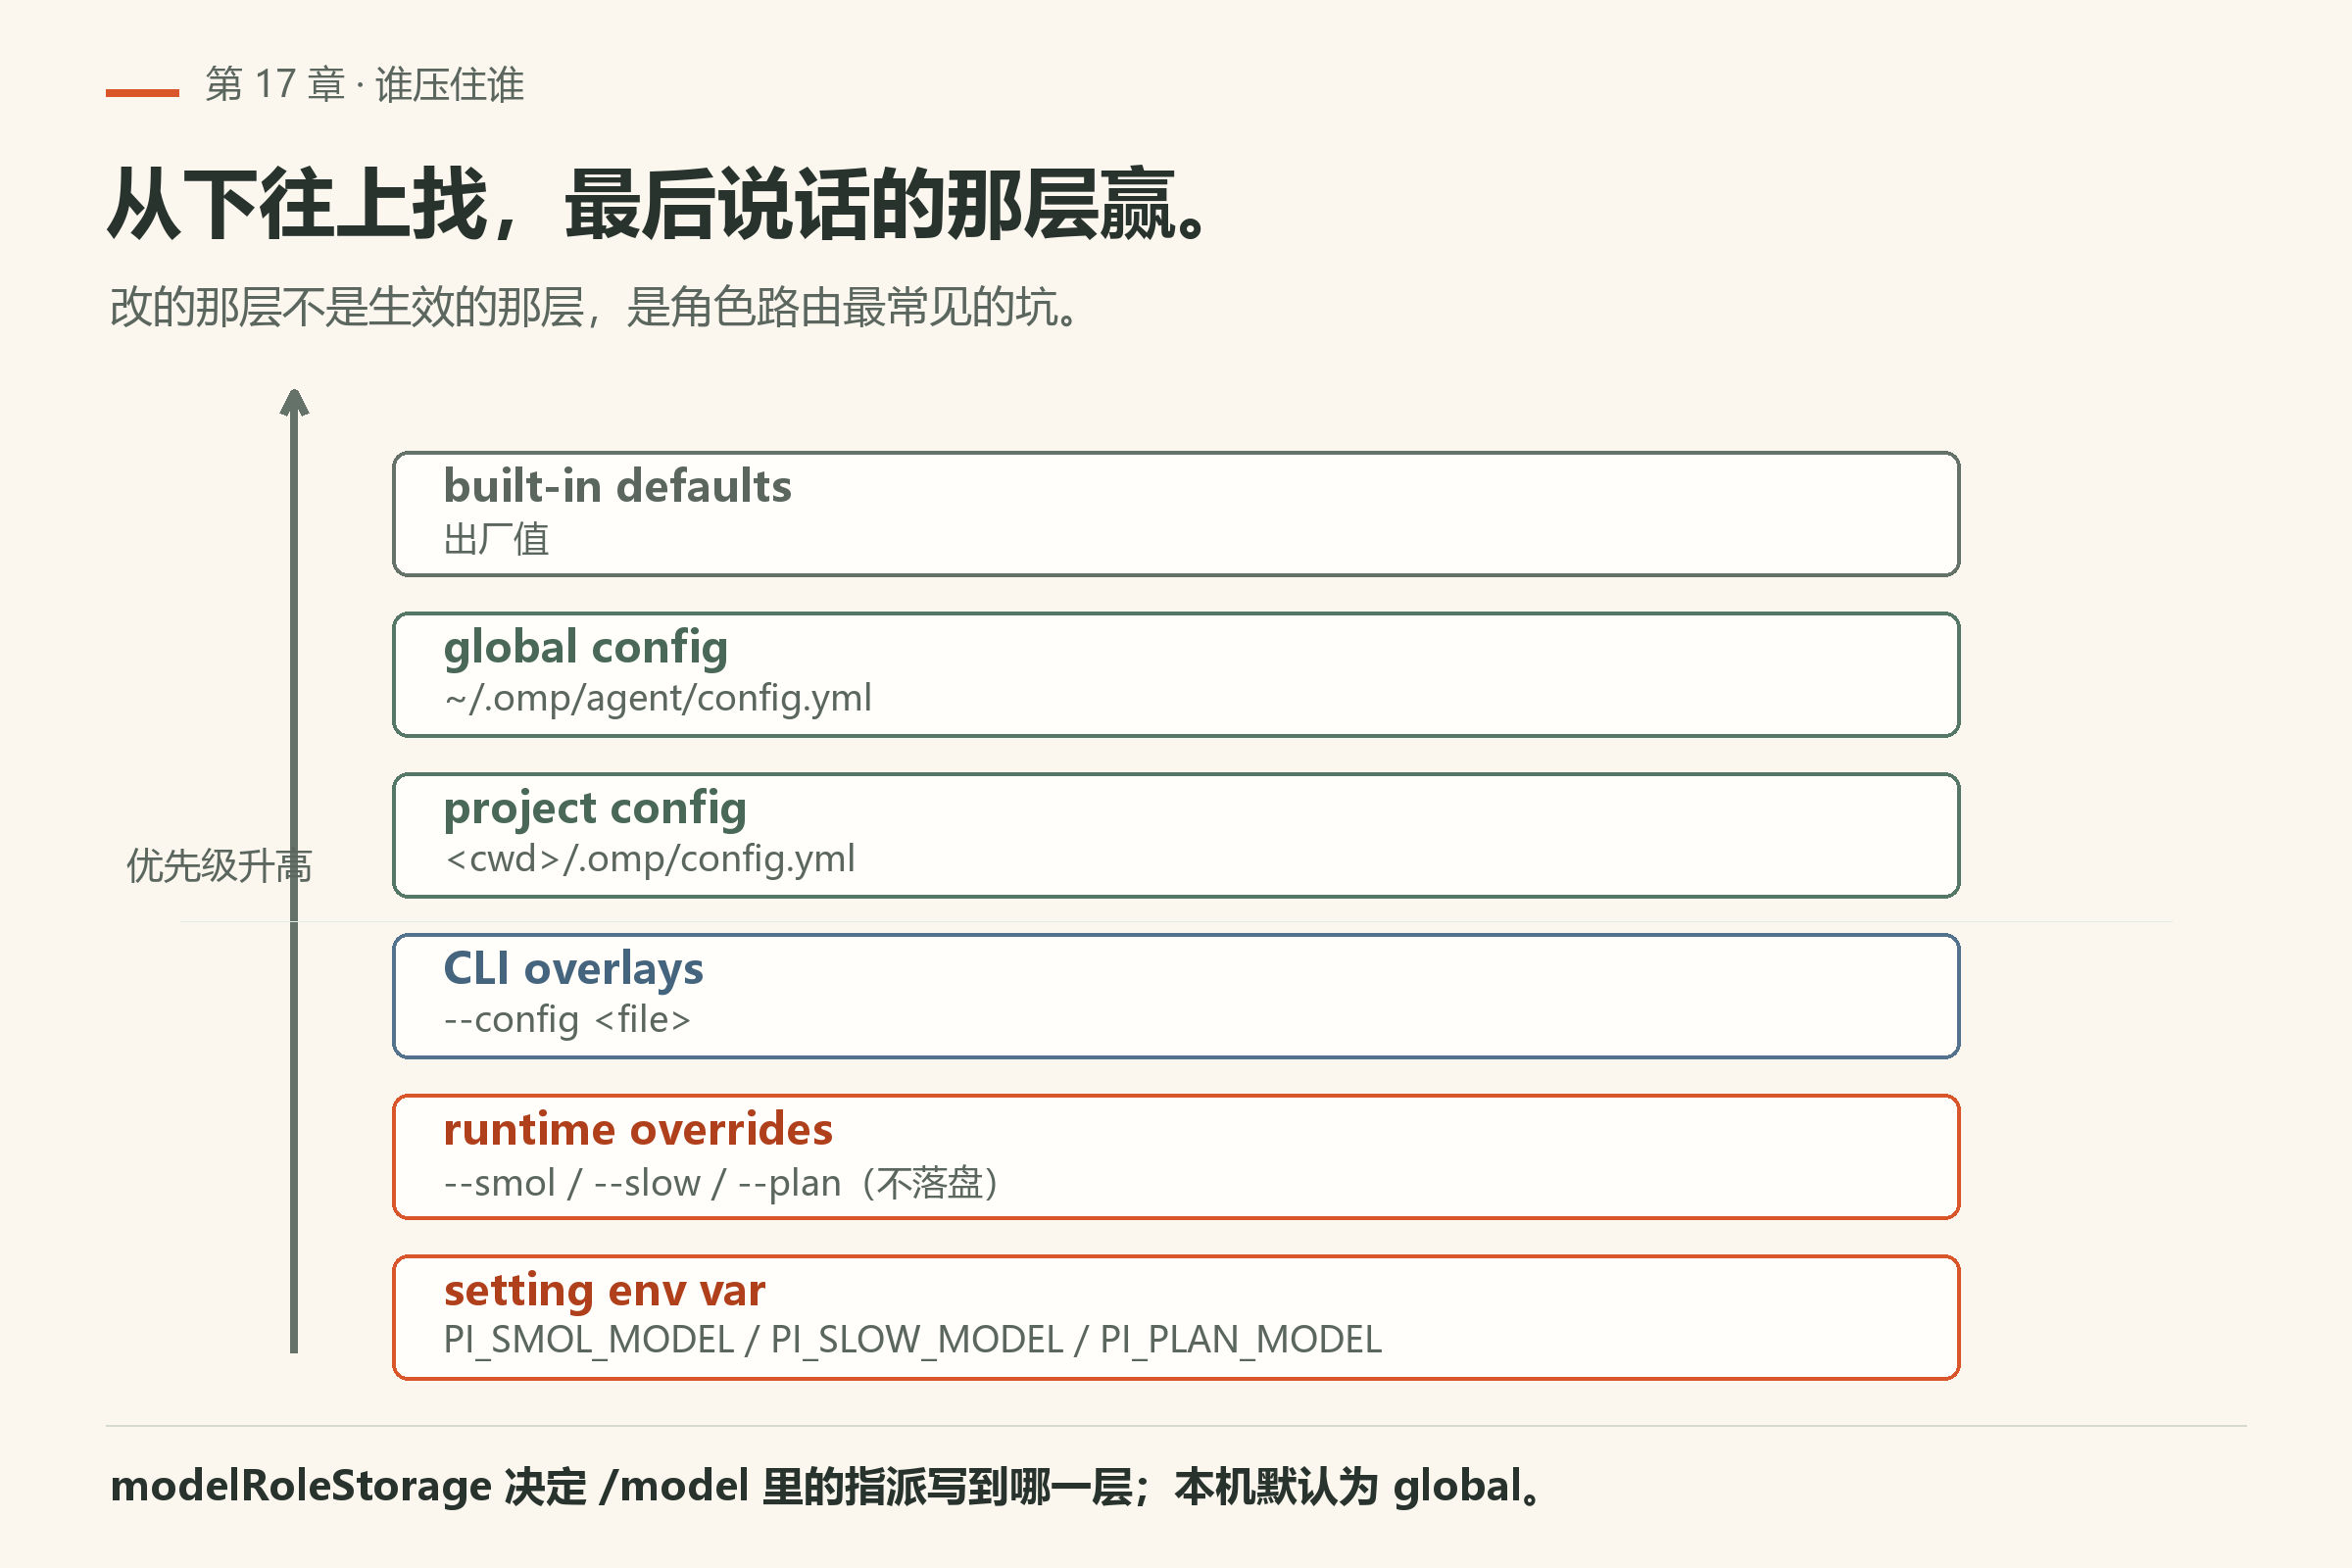 第 17 章 · 谁压住谁
从下往上找，最后说话的那层赢。
改的那层不是生效的那层，是角色路由最常见的坑。
built-in defaults
出厂值
global config
~/.omp/agent/config.yml
project config
<cwd>/.omp/config.yml
优先级升高
CLI overlays
--config <file>
runtime overrides
--smol / --slow / --plan（不落盘）
setting env var
PI_SMOL_MODEL / PI_SLOW_MODEL / PI_PLAN_MODEL
modelRoleStorage 决定 /model 里的指派写到哪一层；本机默认为 global。